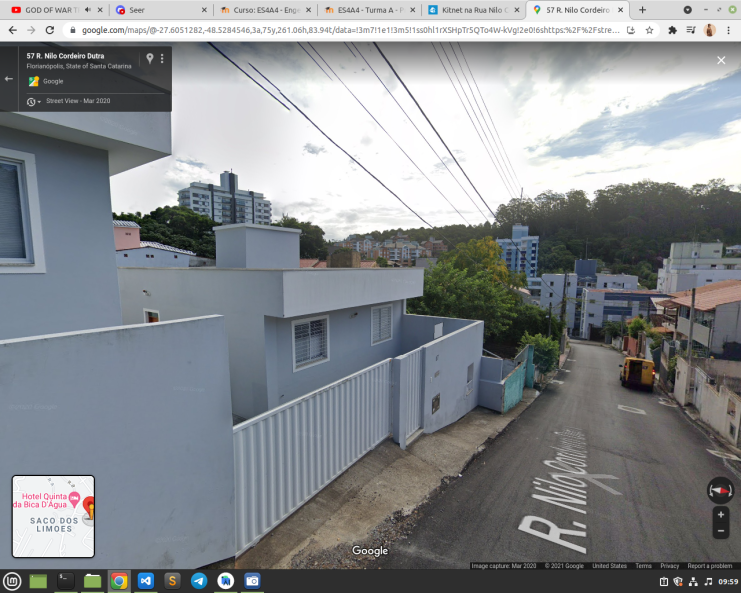 GOD OF WAR T
Seer
Curso: ES4A4 - Enge
ES4A4 - Turma A - P
Kitnet na Rua Nilo C
57 R. Nilo Cordeiro
google.com/maps/@-27.6051282,-48.5284546,3a,75y,261.06h,83.94t/data=!3m7!1e1!3m5!1ss0hl1rXSHpTr5QTo4W-kVg!2e0!6shttps:%2F%2Fstre...
57 R. Nilo Cordeiro Dutra
Florianópolis, State of Santa Catarina
Google
Street View - Mar 2020
R. Nilo Cordeiro Du
Hotel Quinta
da Bica D'Água
SACO DOS
LIMOES
Google
Image capture: Mar 2020 © 2021 Google United States Terms Privacy Report a problem
09:59